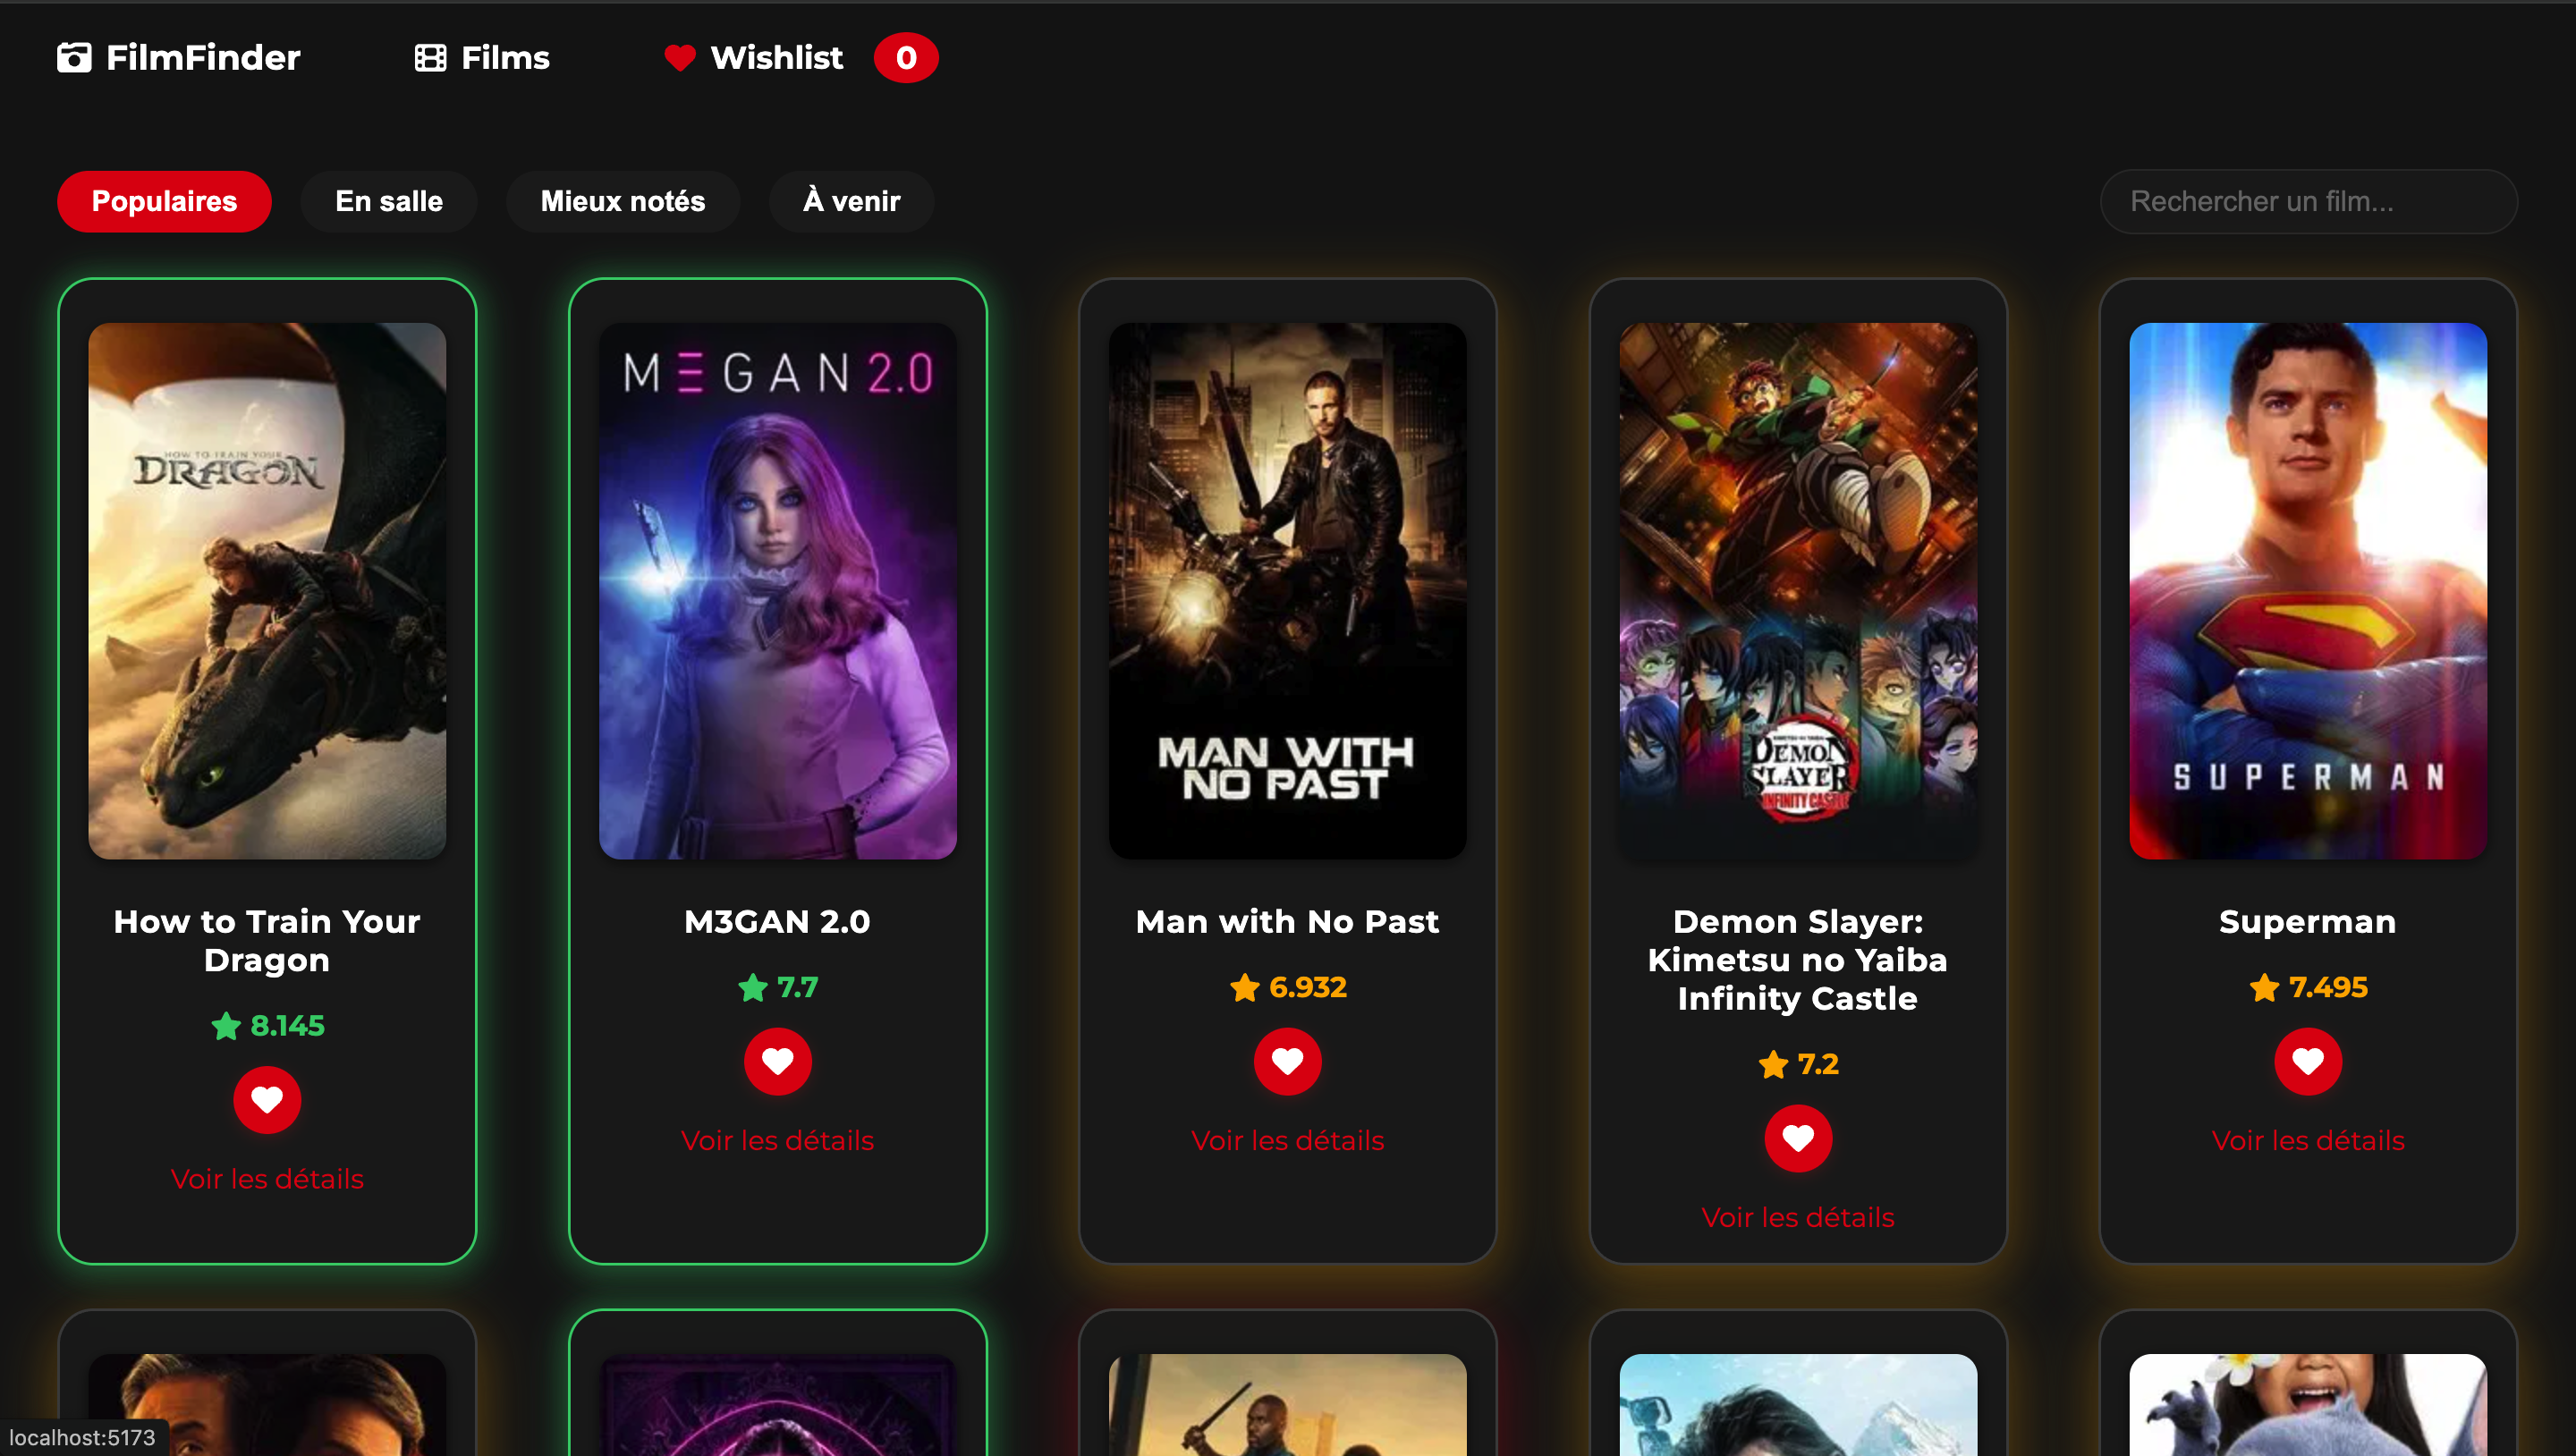 FilmFinder
Films
Wishlist
0
Populaires
En salle
Mieux notés
À venir
Rechercher un film...
HOW TO TRAIN YOUR
DRAGON
MΞGAN 2.0
MAN WITH
NO PAST
DEMON
SLAYER
INFINITY CASTLE
SUPERMAN
How to Train Your
Dragon
8.145
Voir les détails
M3GAN 2.0
7.7
Voir les détails
Man with No Past
6.932
Voir les détails
Demon Slayer:
Kimetsu no Yaiba
Infinity Castle
7.2
Voir les détails
Superman
7.495
Voir les détails
localhost:5173